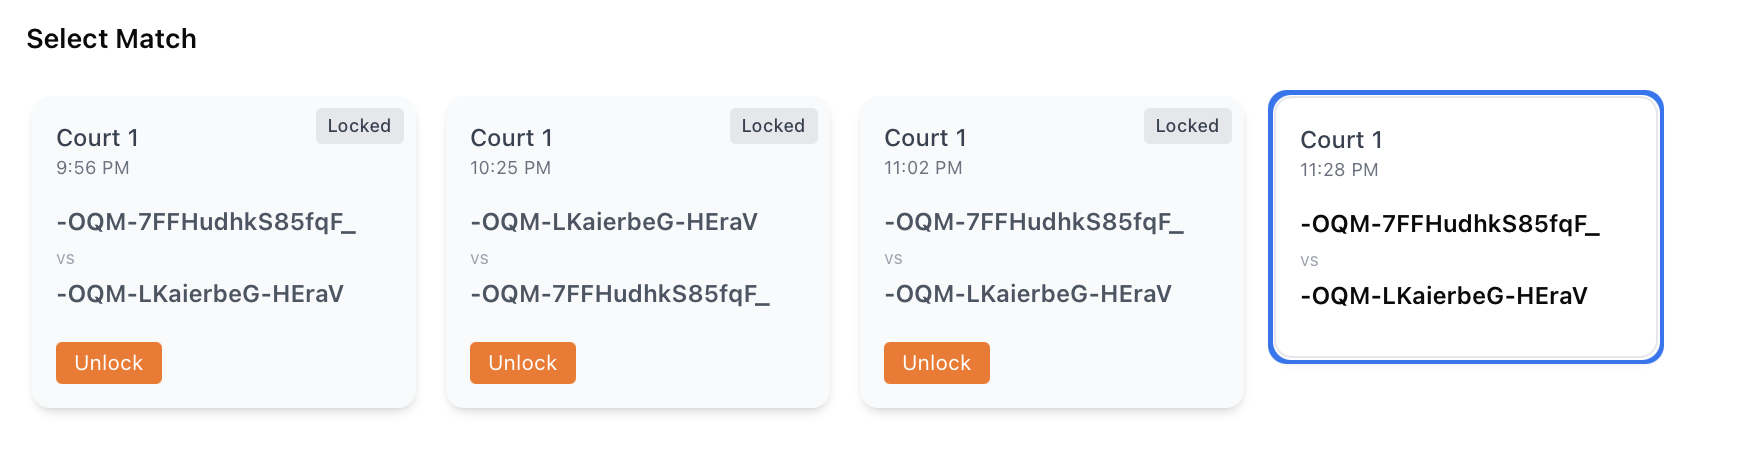 Select Match
Court 1
Locked
9:56 PM
-OQM-7FFHudhkS85fqF_
vs
-OQM-LKaierbeG-HEraV
Unlock
Court 1
Locked
10:25 PM
-OQM-LKaierbeG-HEraV
vs
-OQM-7FFHudhkS85fqF_
Unlock
Court 1
Locked
11:02 PM
-OQM-7FFHudhkS85fqF_
vs
-OQM-LKaierbeG-HEraV
Unlock
Court 1
11:28 PM
-OQM-7FFHudhkS85fqF_
vs
-OQM-LKaierbeG-HEraV